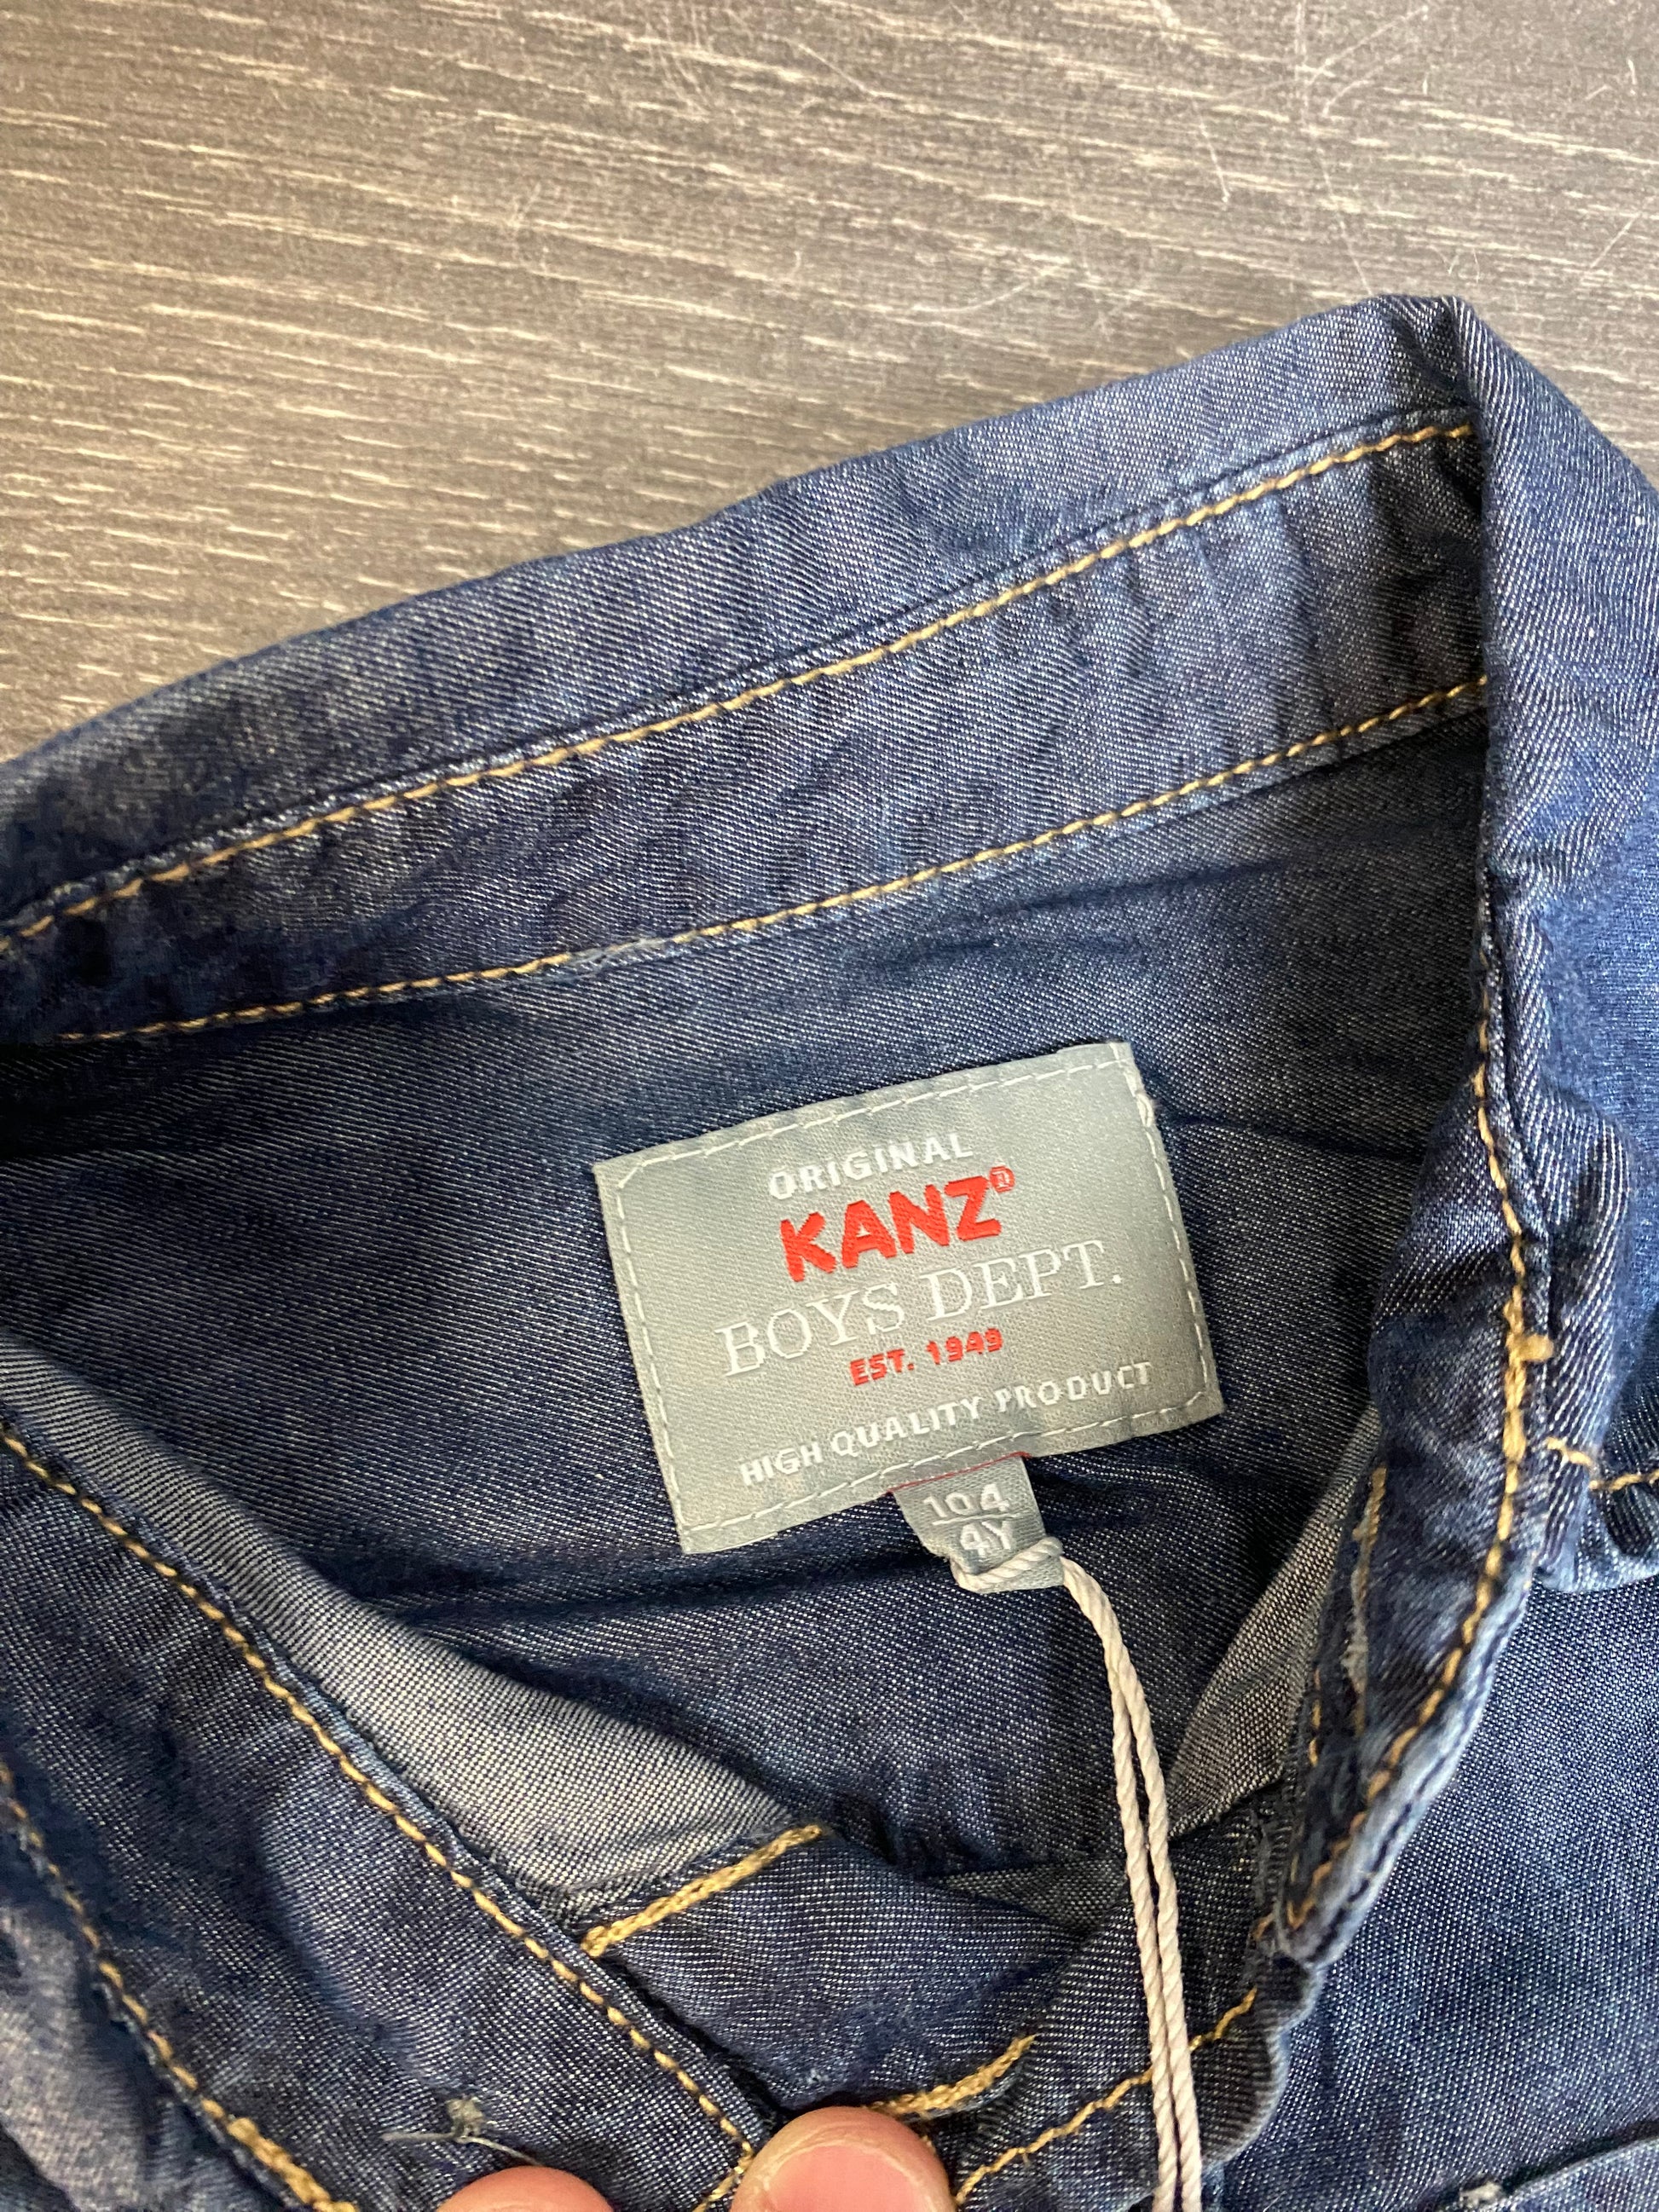 ORIGINAL
KANZ®
BOYS DEPT.
EST. 1949
HIGH QUALITY PRODUCT
104
4Y